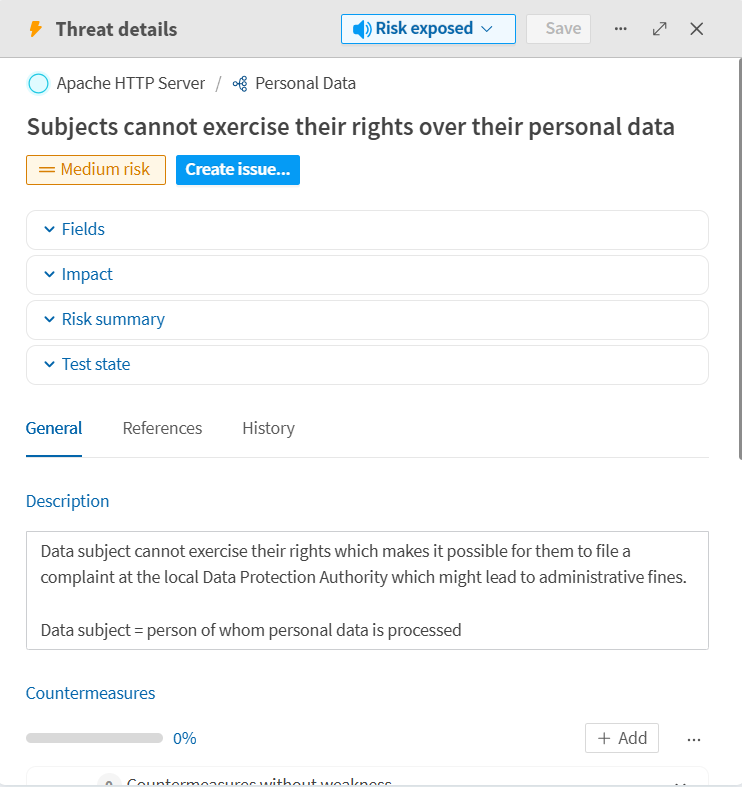 Threat details
Risk exposed
Save
Apache HTTP Server / Personal Data
Subjects cannot exercise their rights over their personal data
Medium risk
Create issue...
Fields
Impact
Risk summary
Test state
General References History
Description
Data subject cannot exercise their rights which makes it possible for them to file a
complaint at the local Data Protection Authority which might lead to administrative fines.
Data subject = person of whom personal data is processed
Countermeasures
0%
+ Add
Countermeasures without weakness